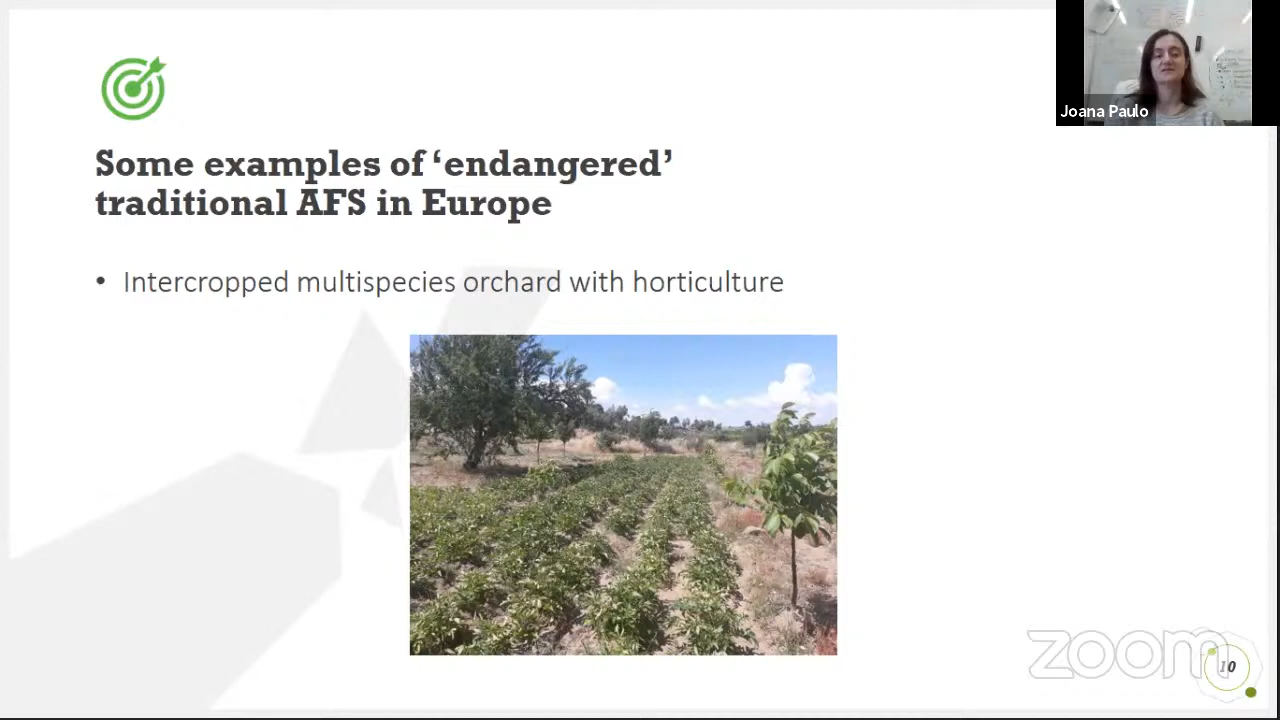 Joana Paulo
Some examples of ‘endangered’
traditional AFS in Europe
• Intercropped multispecies orchard with horticulture
zoom
10